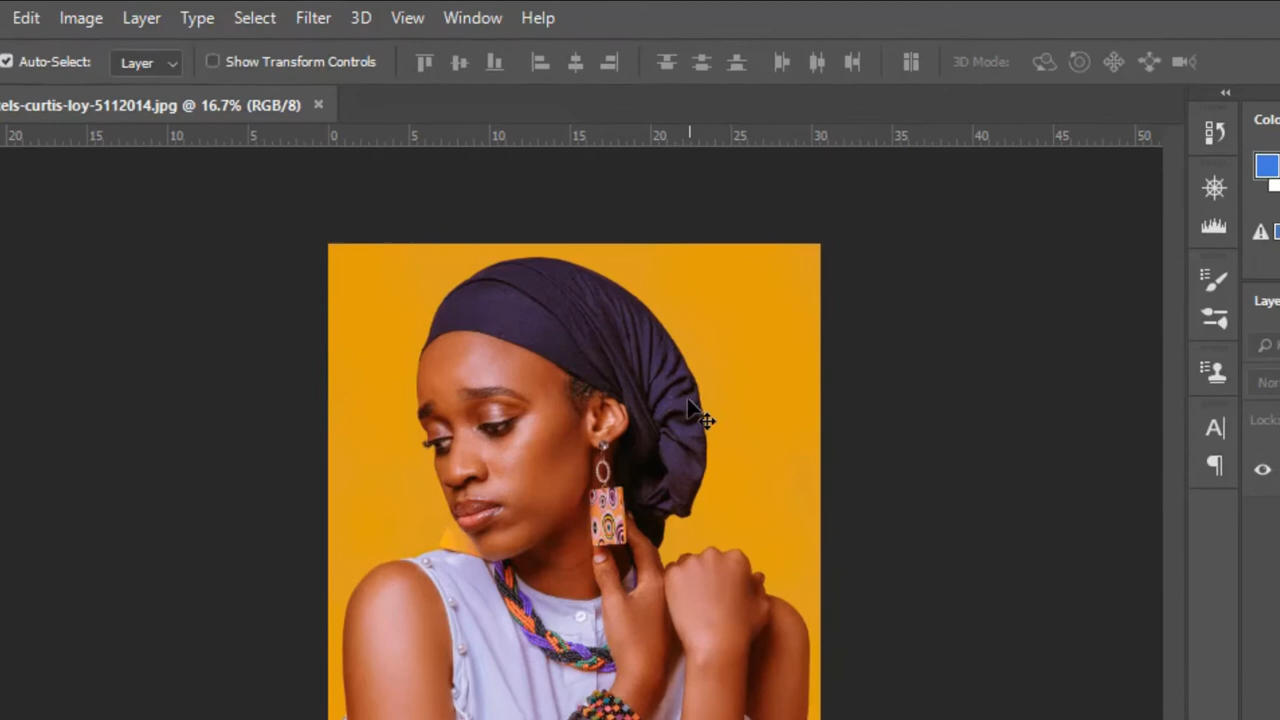 Edit Image Layer Type Select Filter 3D View Window Help
Auto-Select: Layer Show Transform Controls 3D Mode:
els-curtis-loy-5112014.jpg @ 16.7% (RGB/8) ×
20 15 10 5 0 5 10 15 20 25 30 35 40 45 50
Colo
Laye
Nor
Lock:
A|